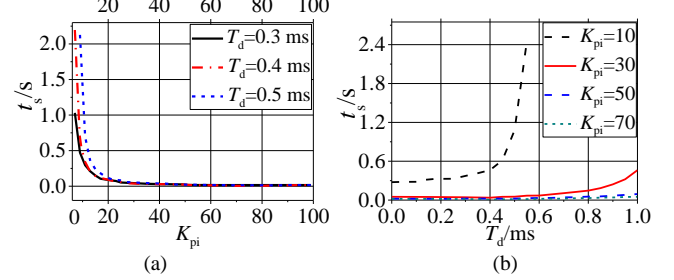 20 40 60 80 100
2.0
1.5
1.0
0.5
0.0
t_s/s
T_d=0.3 ms
T_d=0.4 ms
T_d=0.5 ms
0 20 40 60 80 100
K_pi
(a)
2.4
1.8
1.2
0.6
0.0
t_s/s
K_pi=10
K_pi=30
K_pi=50
K_pi=70
0.0 0.2 0.4 0.6 0.8 1.0
T_d/ms
(b)